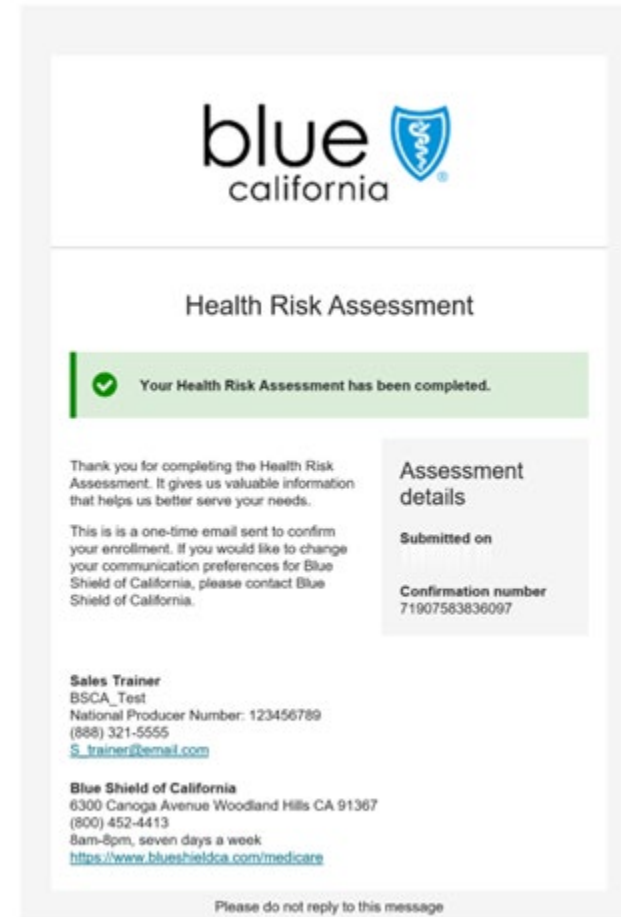 blue
california
Health Risk Assessment
Your Health Risk Assessment has been completed.
Thank you for completing the Health Risk
Assessment. It gives us valuable information
that helps us better serve your needs.
This is is a one-time email sent to confirm
your enrollment. If you would like to change
your communication preferences for Blue
Shield of California, please contact Blue
Shield of California.
Assessment
details
Submitted on
Confirmation number
71907583836097
Sales Trainer
BSCA_Test
National Producer Number: 123456789
(888) 321-5555
S_trainer@email.com
Blue Shield of California
6300 Canoga Avenue Woodland Hills CA 91367
(800) 452-4413
8am-8pm, seven days a week
https://www.blueshieldca.com/medicare
Please do not reply to this message